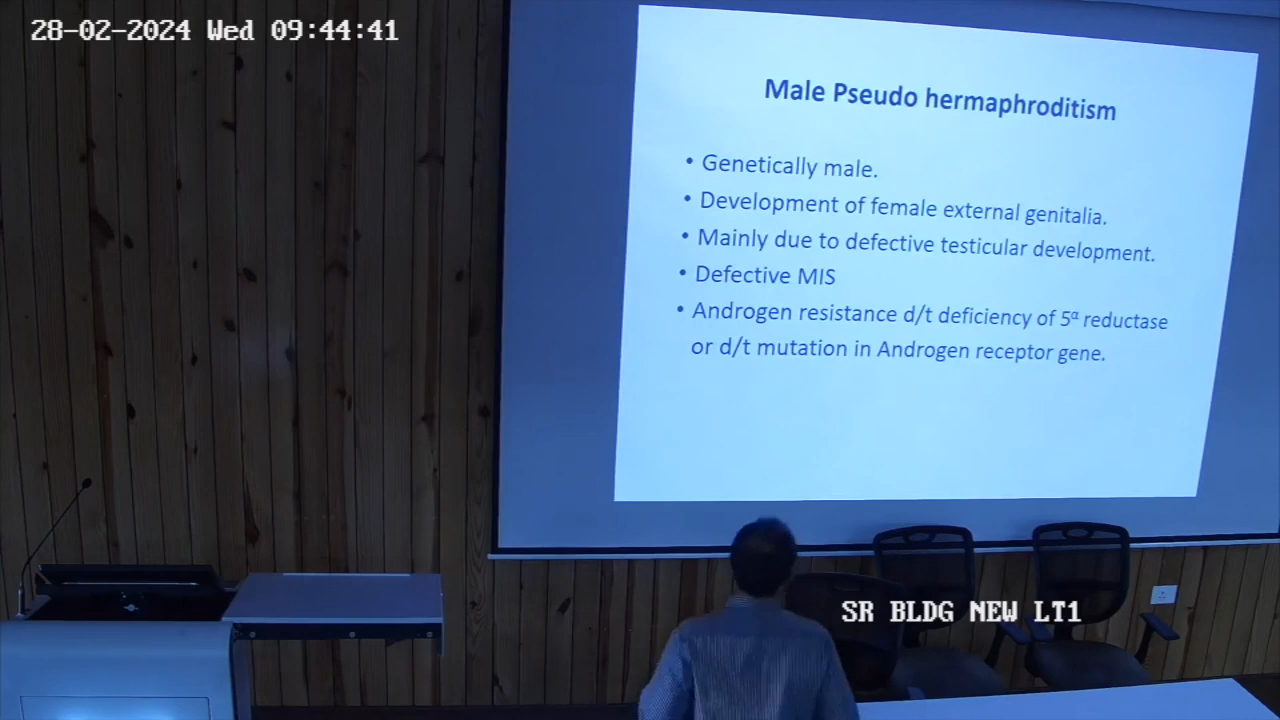 28-02-2024 Wed 09:44:41
Male Pseudo hermaphroditism
• Genetically male.
• Development of female external genitalia.
• Mainly due to defective testicular development.
• Defective MIS
• Androgen resistance d/t deficiency of 5ᵅ reductase
or d/t mutation in Androgen receptor gene.
SR BLDG NEW LT1